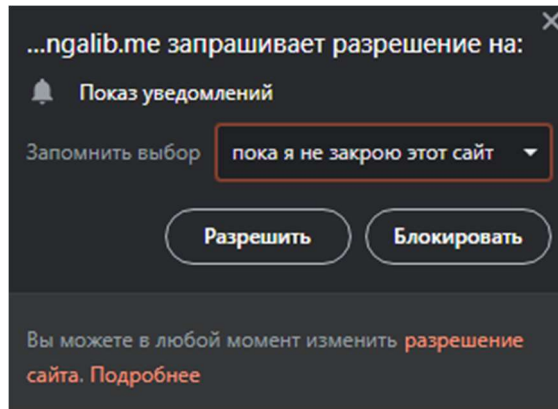 ...ngalib.me запрашивает разрешение на:
Показ уведомлений
Запомнить выбор пока я не закрою этот сайт
Разрешить Блокировать
Вы можете в любой момент изменить разрешение
сайта. Подробнее